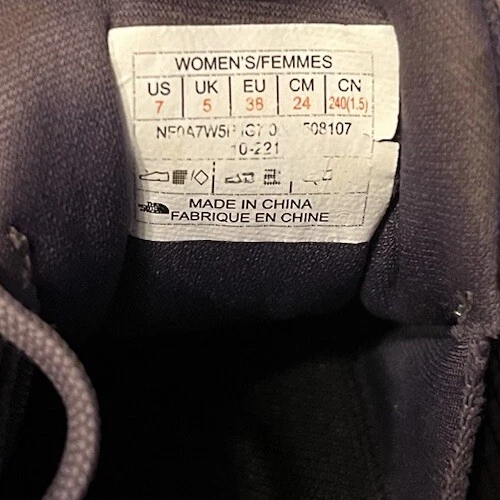 WOMEN'S/FEMMES
US UK EU CM CN
7 5 38 24 240(1.5)
508107
10-221
THE NORTH FACE
MADE IN CHINA
FABRIQUE EN CHINE